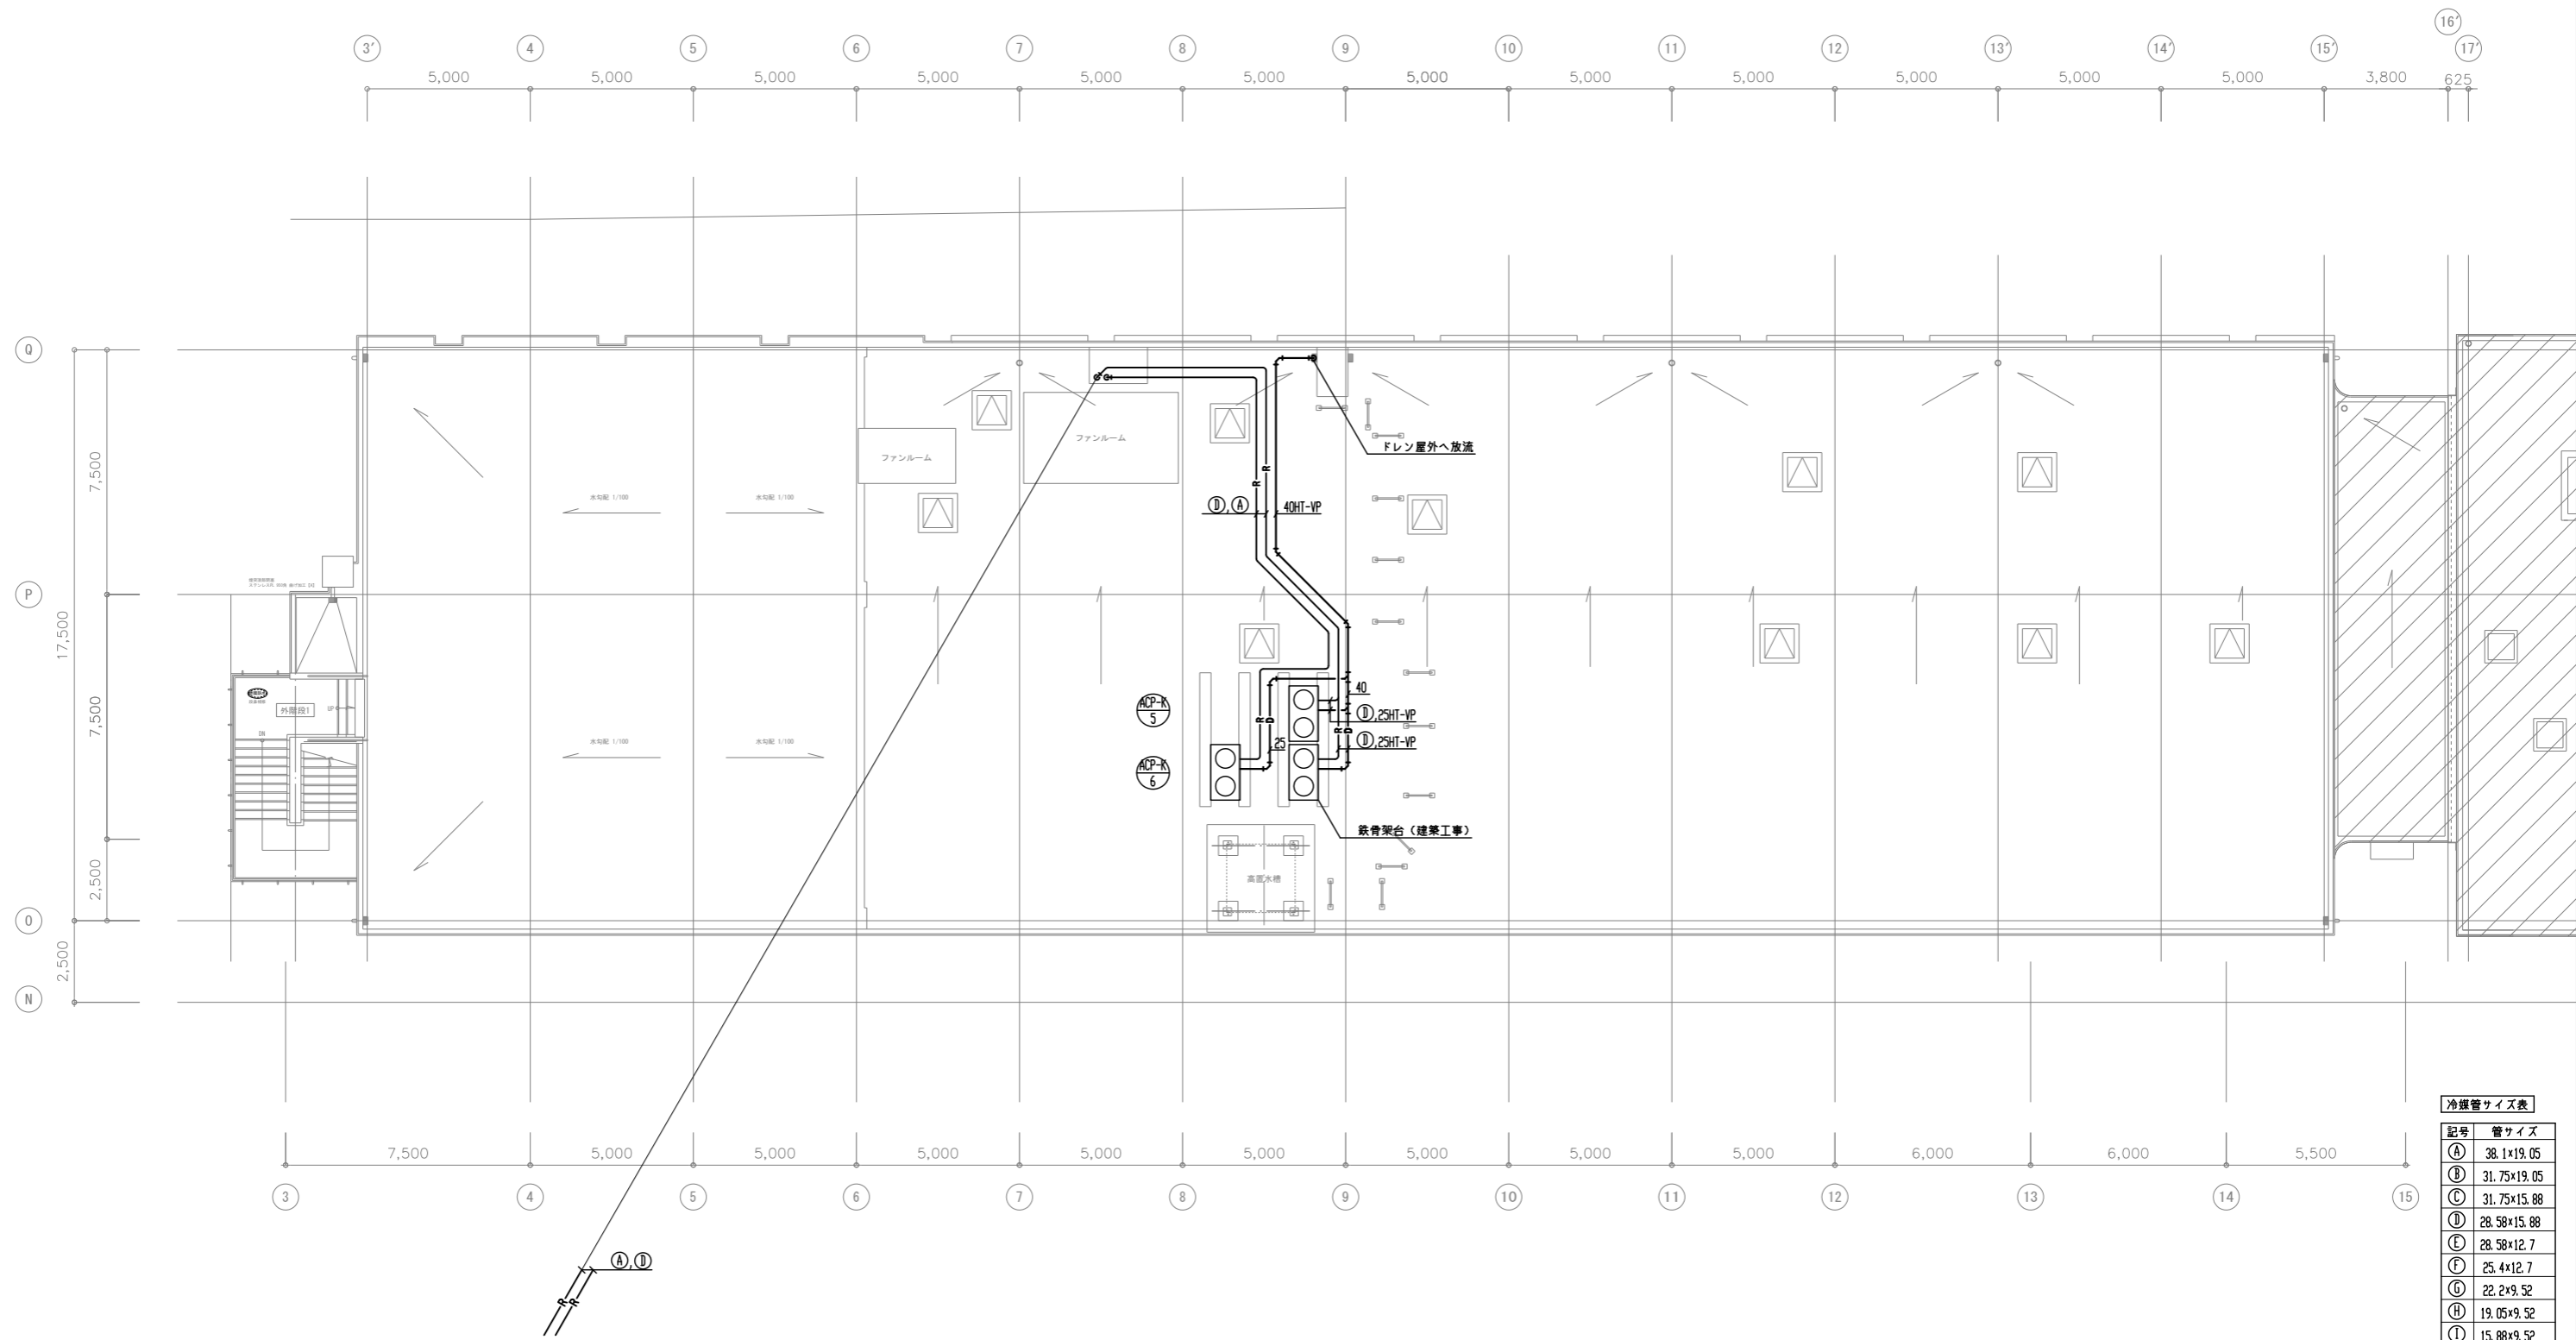 16'
3' 4 5 6 7 8 9 10 11 12 13' 14' 15' 17'
5,000 5,000 5,000 5,000 5,000 5,000 5,000 5,000 5,000 5,000 5,000 5,000 3,800 625
Q
ドレン屋外へ放流
ファンルーム
ファンルーム
7,500
水勾配 1/100
水勾配 1/100
D,A
40HT-VP
R
R
P
17,500
7,500
外階段1
UP
DN
ACP-K
5
40
D,25HT-VP
R
D
R
D
D,25HT-VP
25
水勾配 1/100
水勾配 1/100
ACP-K
6
鉄骨架台（建築工事）
高置水槽
2,500
O
2,500
N
7,500 5,000 5,000 5,000 5,000 5,000 5,000 5,000 5,000 6,000 6,000 5,500
3 4 5 6 7 8 9 10 11 12 13 14 15
A,D
R
R
冷媒管サイズ表
記号 管サイズ
A 38.1×19.05
B 31.75×19.05
C 31.75×15.88
D 28.58×15.88
E 28.58×12.7
F 25.4×12.7
G 22.2×9.52
H 19.05×9.52
I 15.88×9.52